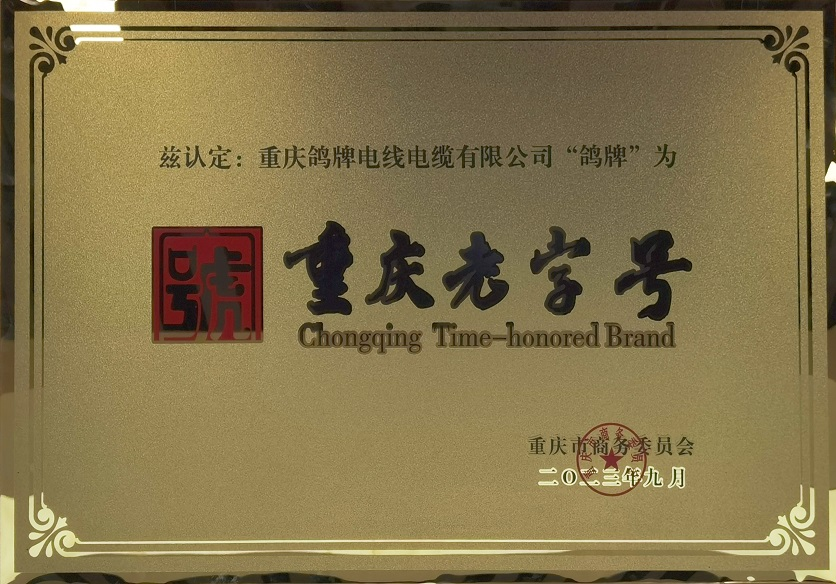 兹认定：重庆鸽牌电线电缆有限公司“鸽牌”为
號
重庆老字号
Chongqing Time-honored Brand
重庆市商务委员会
二〇二三年九月